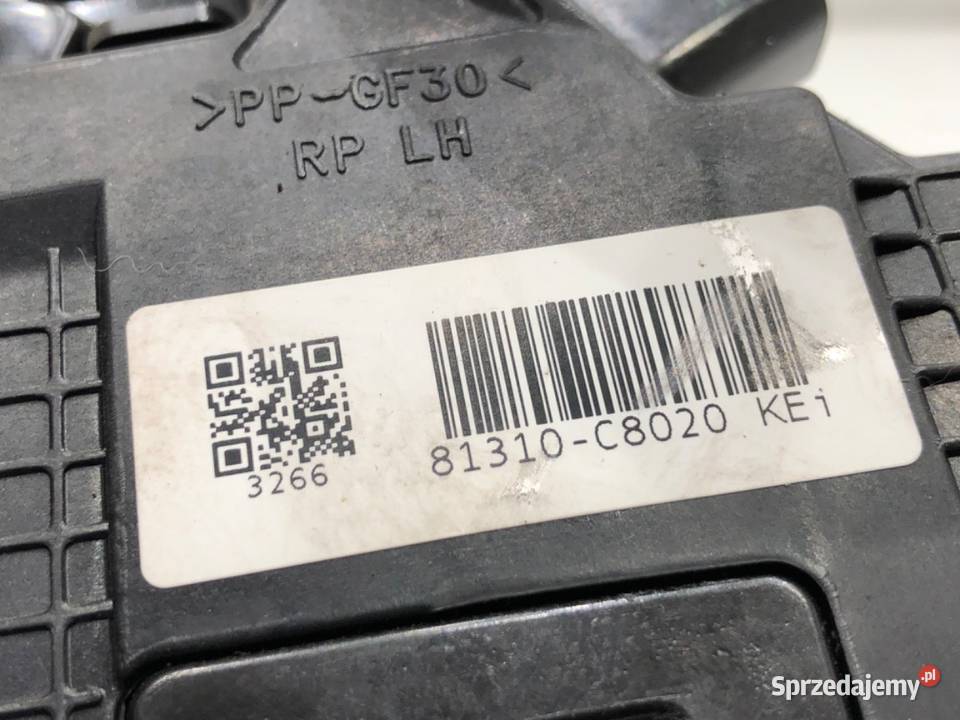 >PP-GF30<
RP LH
3266
81310-C8020 KEi
Sprzedajemy.pl